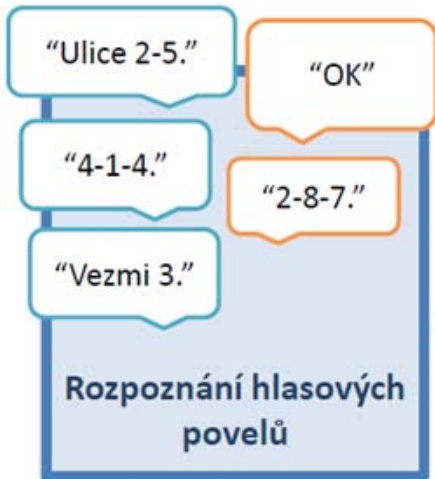 “Ulice 2-5.”
“OK”
“4-1-4.”
“2-8-7.”
“Vezmi 3.”
Rozpoznání hlasových
povelů